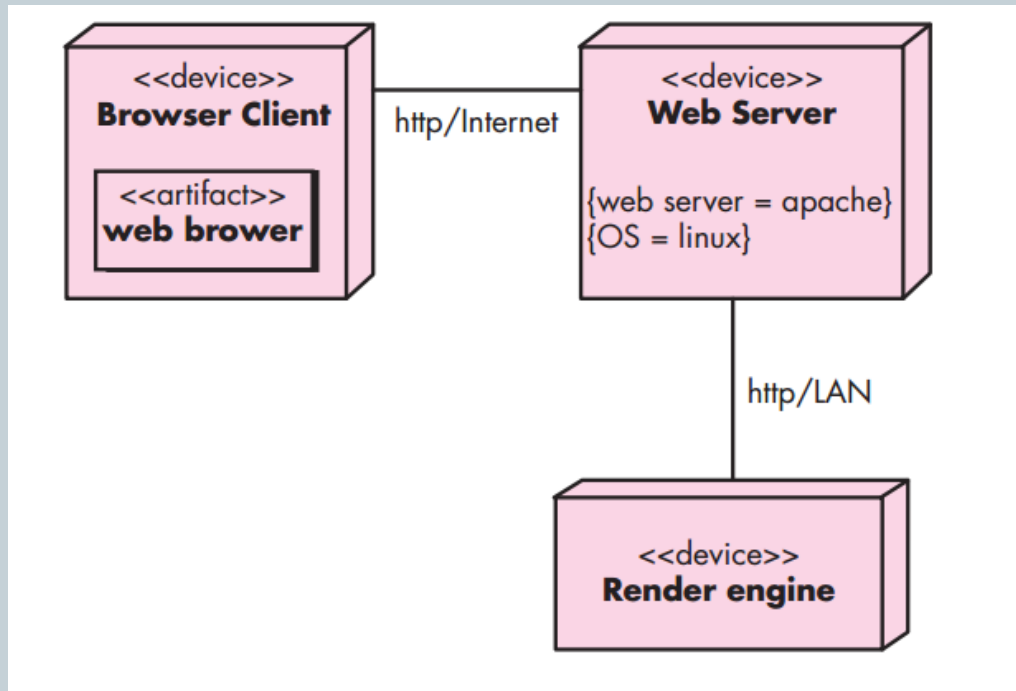 <<device>>
Browser Client
<<artifact>>
web brower
http/Internet
<<device>>
Web Server
{web server = apache}
{OS = linux}
http/LAN
<<device>>
Render engine